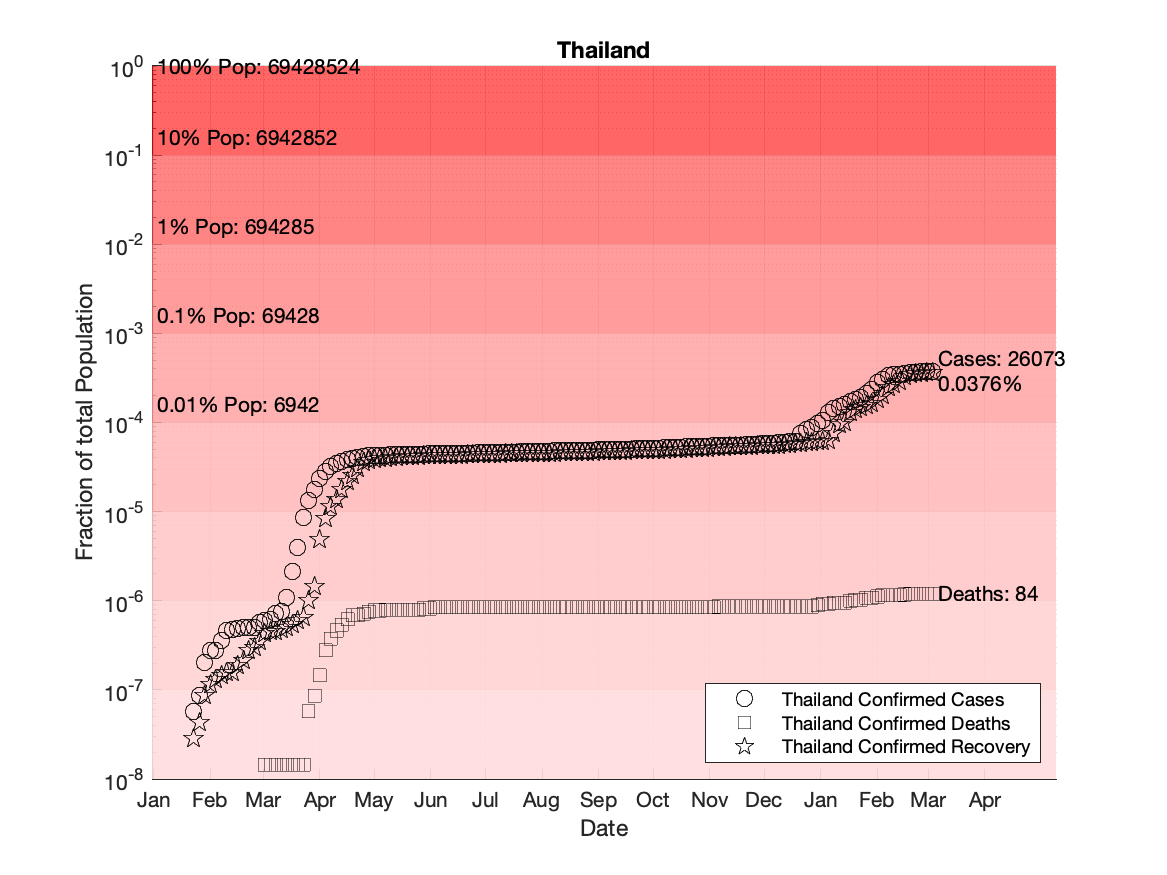 Thailand
10^0
100% Pop: 69428524
10% Pop: 6942852
10^-1
1% Pop: 694285
10^-2
0.1% Pop: 69428
10^-3
Cases: 26073
0.0376%
0.01% Pop: 6942
10^-4
10^-5
10^-6
Deaths: 84
10^-7
10^-8
Fraction of total Population
Thailand Confirmed Cases
Thailand Confirmed Deaths
Thailand Confirmed Recovery
Jan Feb Mar Apr May Jun Jul Aug Sep Oct Nov Dec Jan Feb Mar Apr
Date